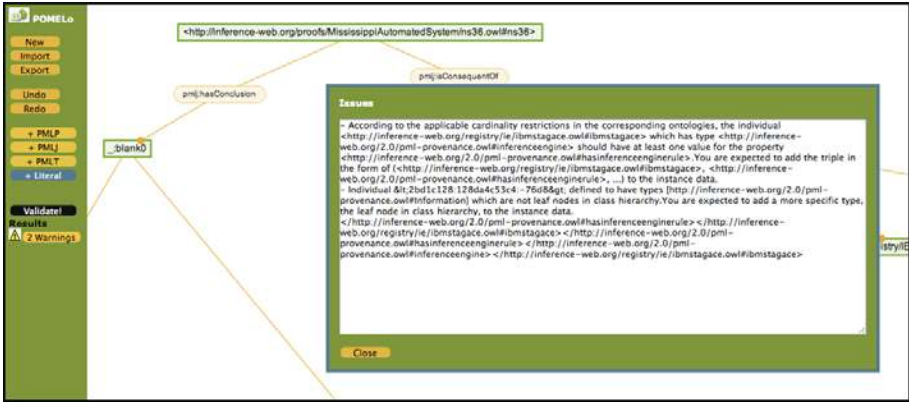 POMELo
New
Import
Export
Undo
Redo
+ PMLP
+ PMLJ
+ PMLT
+ Literal
Validate!
Results
2 Warnings
<http://inference-web.org/proofs/MississippiAutomatedSystem/ns36.owl#ns36>
pmlj:hasConclusion
pmlj:isConsequentOf
_:blank0
Issues
- According to the applicable cardinality restrictions in the corresponding ontologies, the individual
<http://inference-web.org/registry/ie/ibmstagace.owl#ibmstagace> which has type <http://inference-
web.org/2.0/pml-provenance.owl#inferenceengine> should have at least one value for the property
<http://inference-web.org/2.0/pml-provenance.owl#hasinferenceenginerule>.You are expected to add the triple in
the form of (<http://inference-web.org/registry/ie/ibmstagace.owl#ibmstagace>, <http://inference-
web.org/2.0/pml-provenance.owl#hasinferenceenginerule>, ...) to the instance data.
- Individual &lt;2bd1c128:128da4c53c4:-76d8&gt; defined to have types [http://inference-web.org/2.0/pml-
provenance.owl#Information] which are not leaf nodes in class hierarchy.You are expected to add a more specific type,
the leaf node in class hierarchy, to the instance data.
</http://inference-web.org/2.0/pml-provenance.owl#hasinferenceenginerule></http://inference-
web.org/registry/ie/ibmstagace.owl#ibmstagace></http://inference-web.org/2.0/pml-
provenance.owl#hasinferenceenginerule></http://inference-web.org/2.0/pml-
provenance.owl#inferenceengine></http://inference-web.org/registry/ie/ibmstagace.owl#ibmstagace>
Close
istry/IE